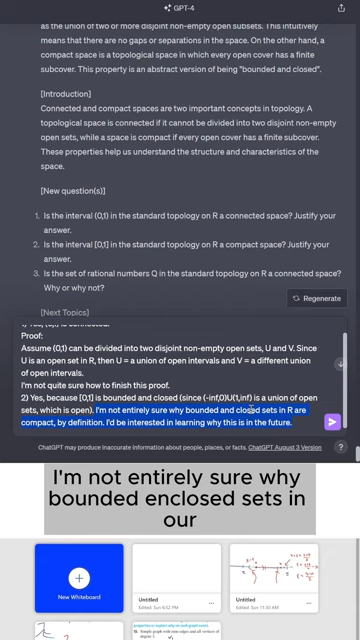 GPT-4
as the union of two or more disjoint non-empty open subsets. This intuitively
means that there are no gaps or separations in the space. On the other hand, a
compact space is a topological space in which every open cover has a finite
subcover. This property is an abstract version of being "bounded and closed".
[Introduction]
Connected and compact spaces are two important concepts in topology. A
topological space is connected if it cannot be divided into two disjoint non-empty
open sets, while a space is compact if every open cover has a finite subcover.
These properties help us understand the structure and characteristics of the
space.
[New question(s)]
1. Is the interval (0,1) in the standard topology on R a connected space? Justify your
answer.
2. Is the interval [0,1] in the standard topology on R a compact space? Justify your
answer.
3. Is the set of rational numbers Q in the standard topology on R a connected space?
Why or why not?
Regenerate
[Next Topics]
Proof:
Assume (0,1) can be divided into two disjoint non-empty open sets, U and V. Since
U is an open set in R, then U = a union of open intervals and V = a different union
of open intervals.
I'm not quite sure how to finish this proof.
2) Yes, because [0,1] is bounded and closed (since (-inf,0)U(1,inf) is a union of open
sets, which is open). I'm not entirely sure why bounded and closed sets in R are
compact, by definition. I'd be interested in learning why this is in the future.
ChatGPT may produce inaccurate information about people, places, or facts. ChatGPT August 3 Version
I'm not entirely sure why
bounded enclosed sets in our
New Whiteboard
Untitled
Edited: Sun 6:52 PM
Untitled
Edited: Sun 11:30 AM